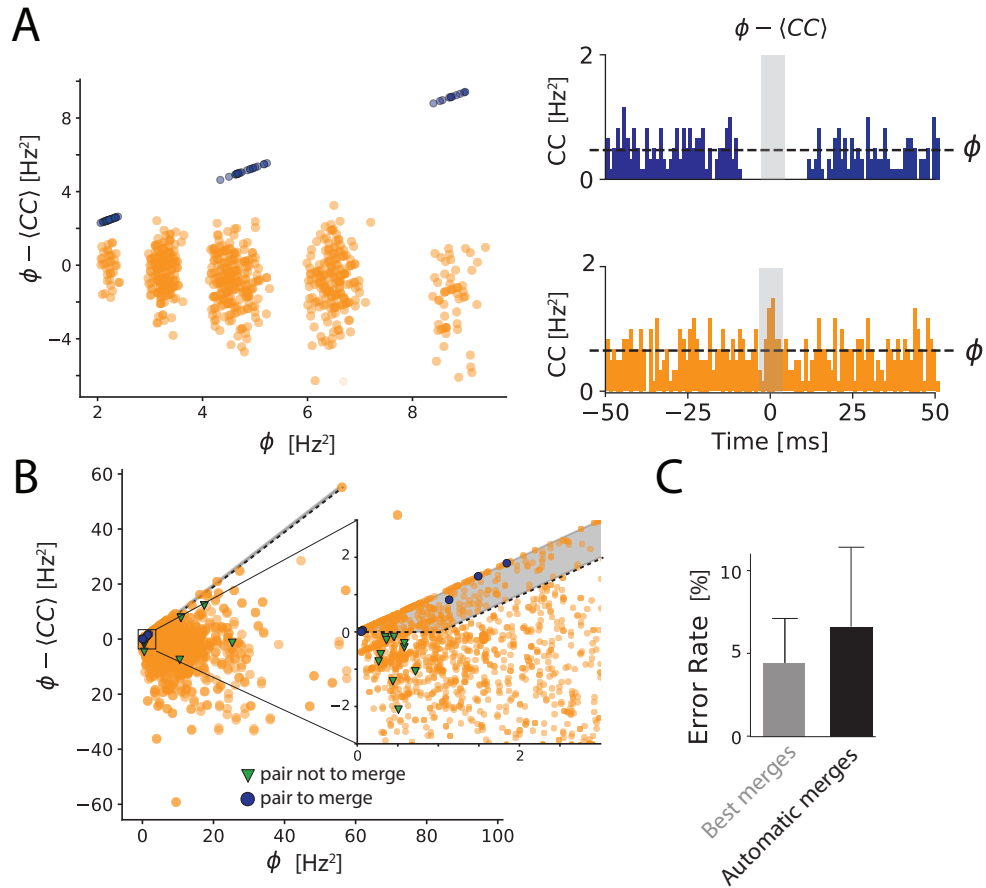 A
ϕ − ⟨CC⟩
8
4
0
−4
ϕ − ⟨CC⟩ [Hz²]
2
4
6
8
ϕ [Hz²]
2
0
CC [Hz²]
ϕ
2
0
CC [Hz²]
ϕ
−50
−25
0
25
50
Time [ms]
B
60
40
20
0
20
−40
−60
ϕ − ⟨CC⟩ [Hz²]
2
0
−2
0
2
pair not to merge
pair to merge
0
20
40
60
80
100
ϕ [Hz²]
C
10
5
0
Error Rate [%]
Best merges
Automatic merges